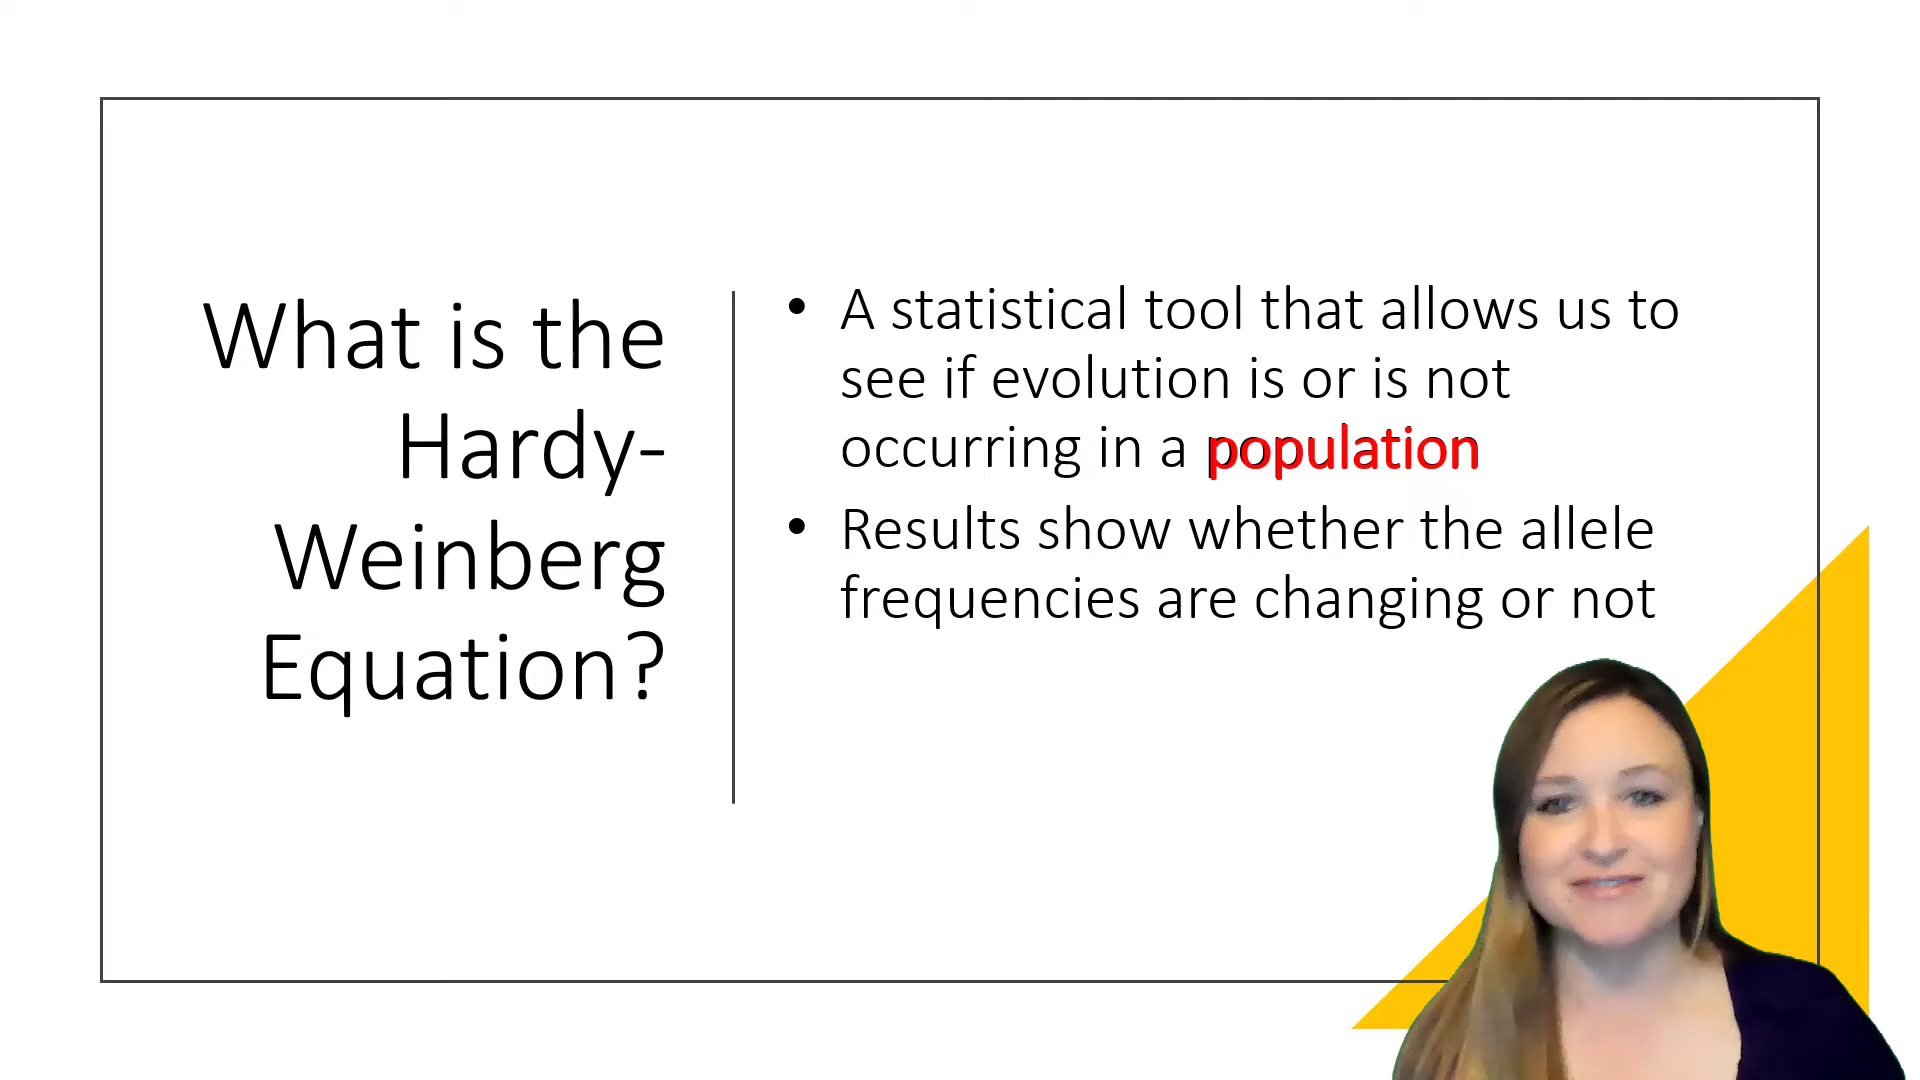 What is the
Hardy-
Weinberg
Equation?
• A statistical tool that allows us to
see if evolution is or is not
occurring in a population
• Results show whether the allele
frequencies are changing or not